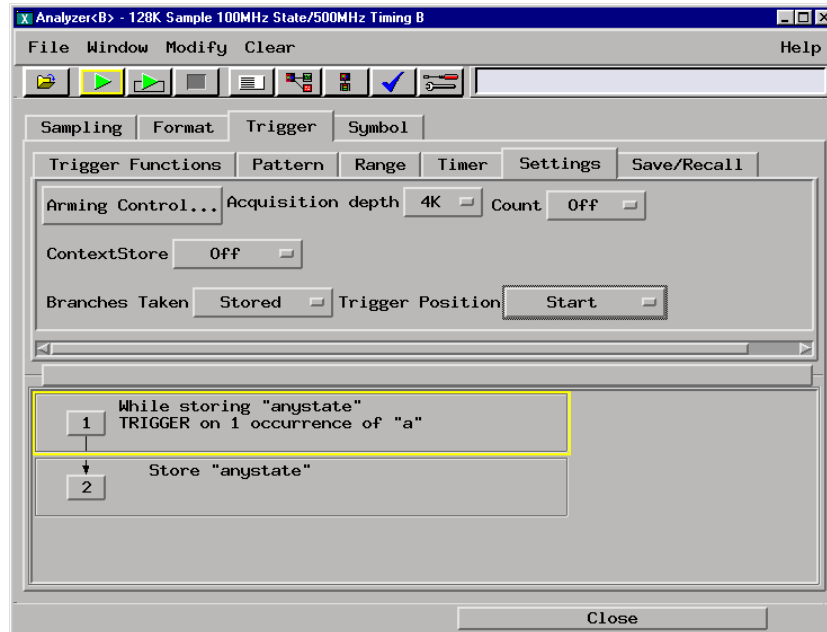 Analyzer<B> - 128K Sample 100MHz State/500MHz Timing B
File Window Modify Clear Help
Sampling Format Trigger Symbol
Trigger Functions Pattern Range Timer Settings Save/Recall
Arming Control... Acquisition depth 4K Count Off
ContextStore Off
Branches Taken Stored Trigger Position Start
While storing "anystate"
1 TRIGGER on 1 occurrence of "a"
Store "anystate"
2
Close